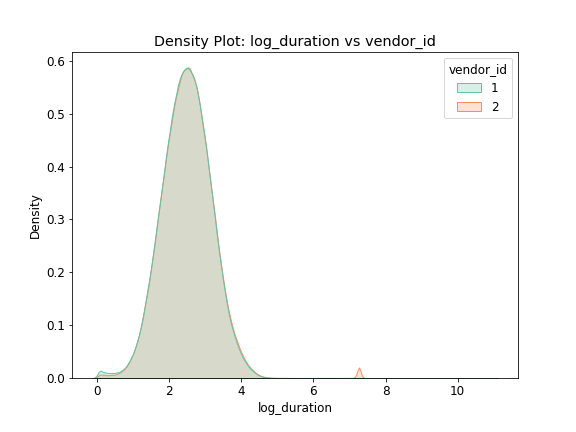 Density Plot: log_duration vs vendor_id
vendor_id
1
2
0.6
0.5
0.4
0.3
0.2
0.1
0.0
Density
0 2 4 6 8 10
log_duration